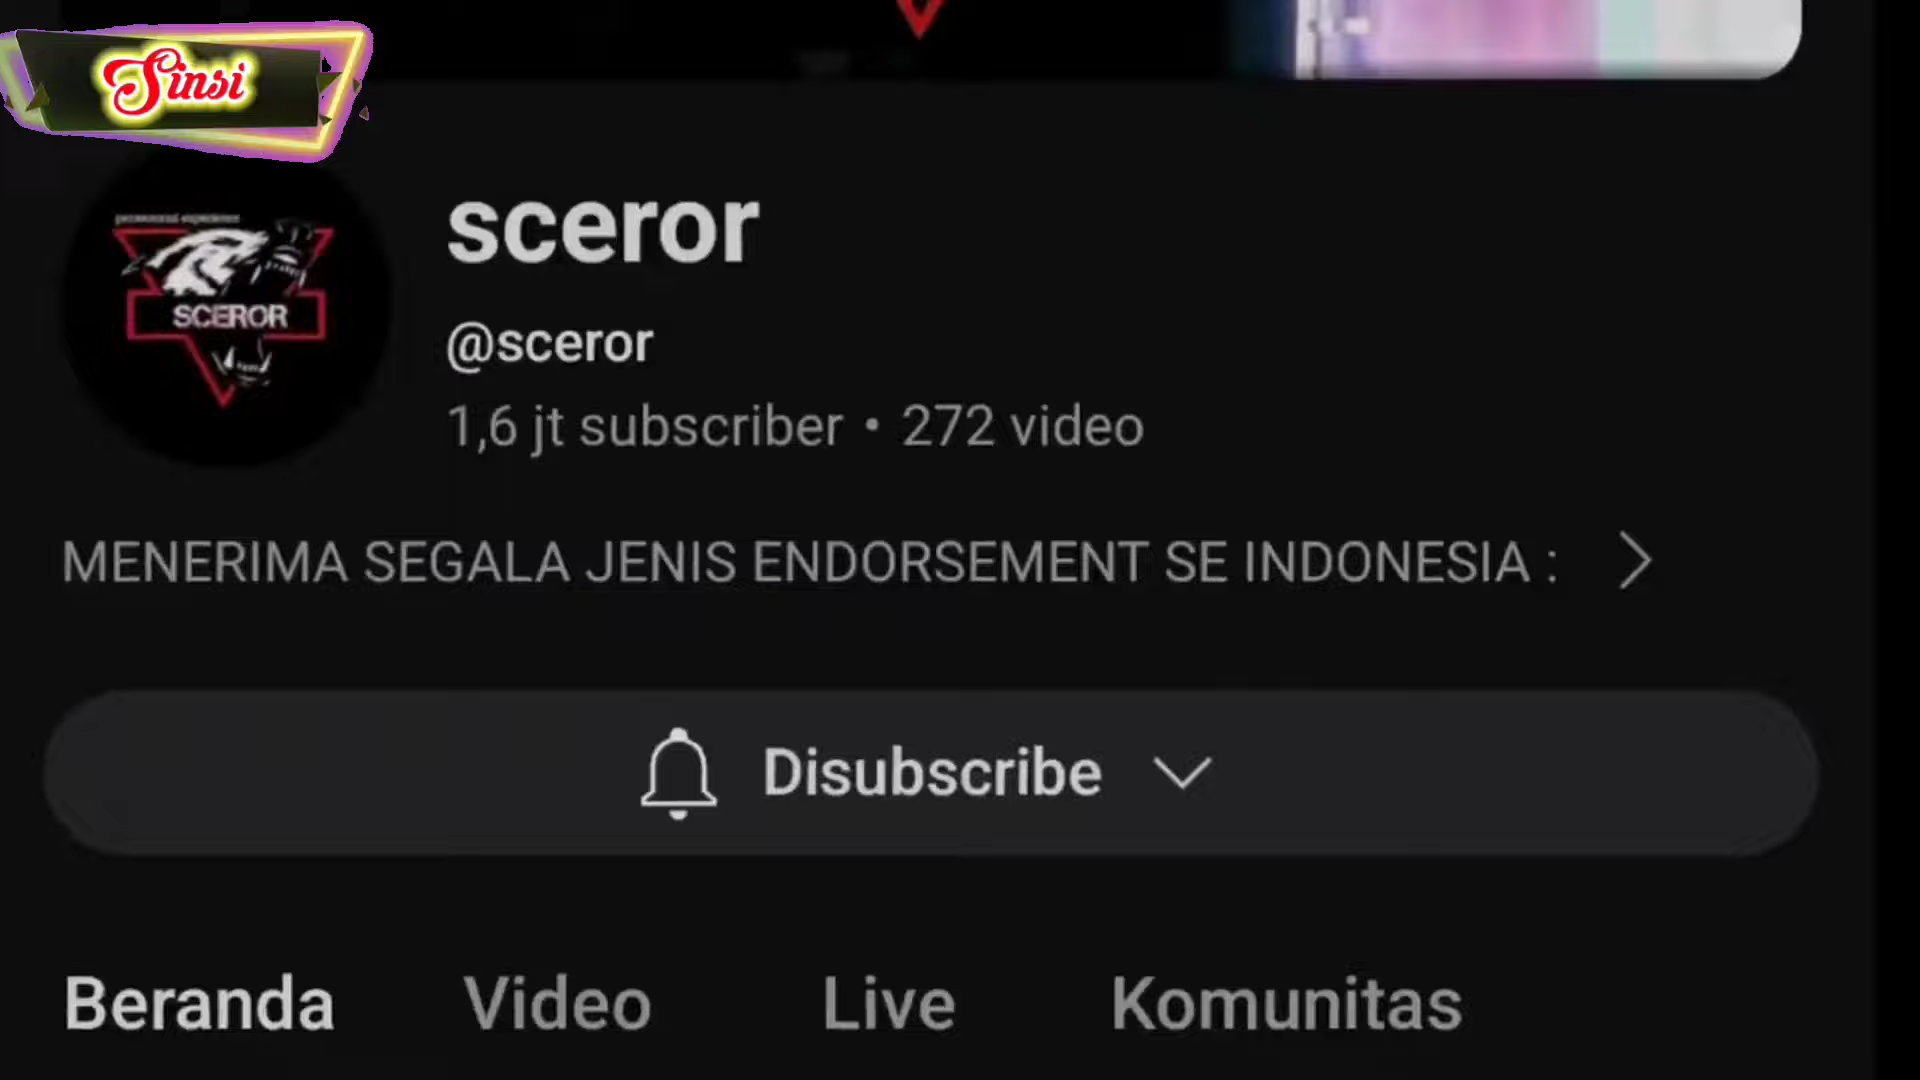 Sinsi
SCEROR
sceror
@sceror
1,6 jt subscriber • 272 video
MENERIMA SEGALA JENIS ENDORSEMENT SE INDONESIA :
Disubscribe
Beranda
Video
Live
Komunitas